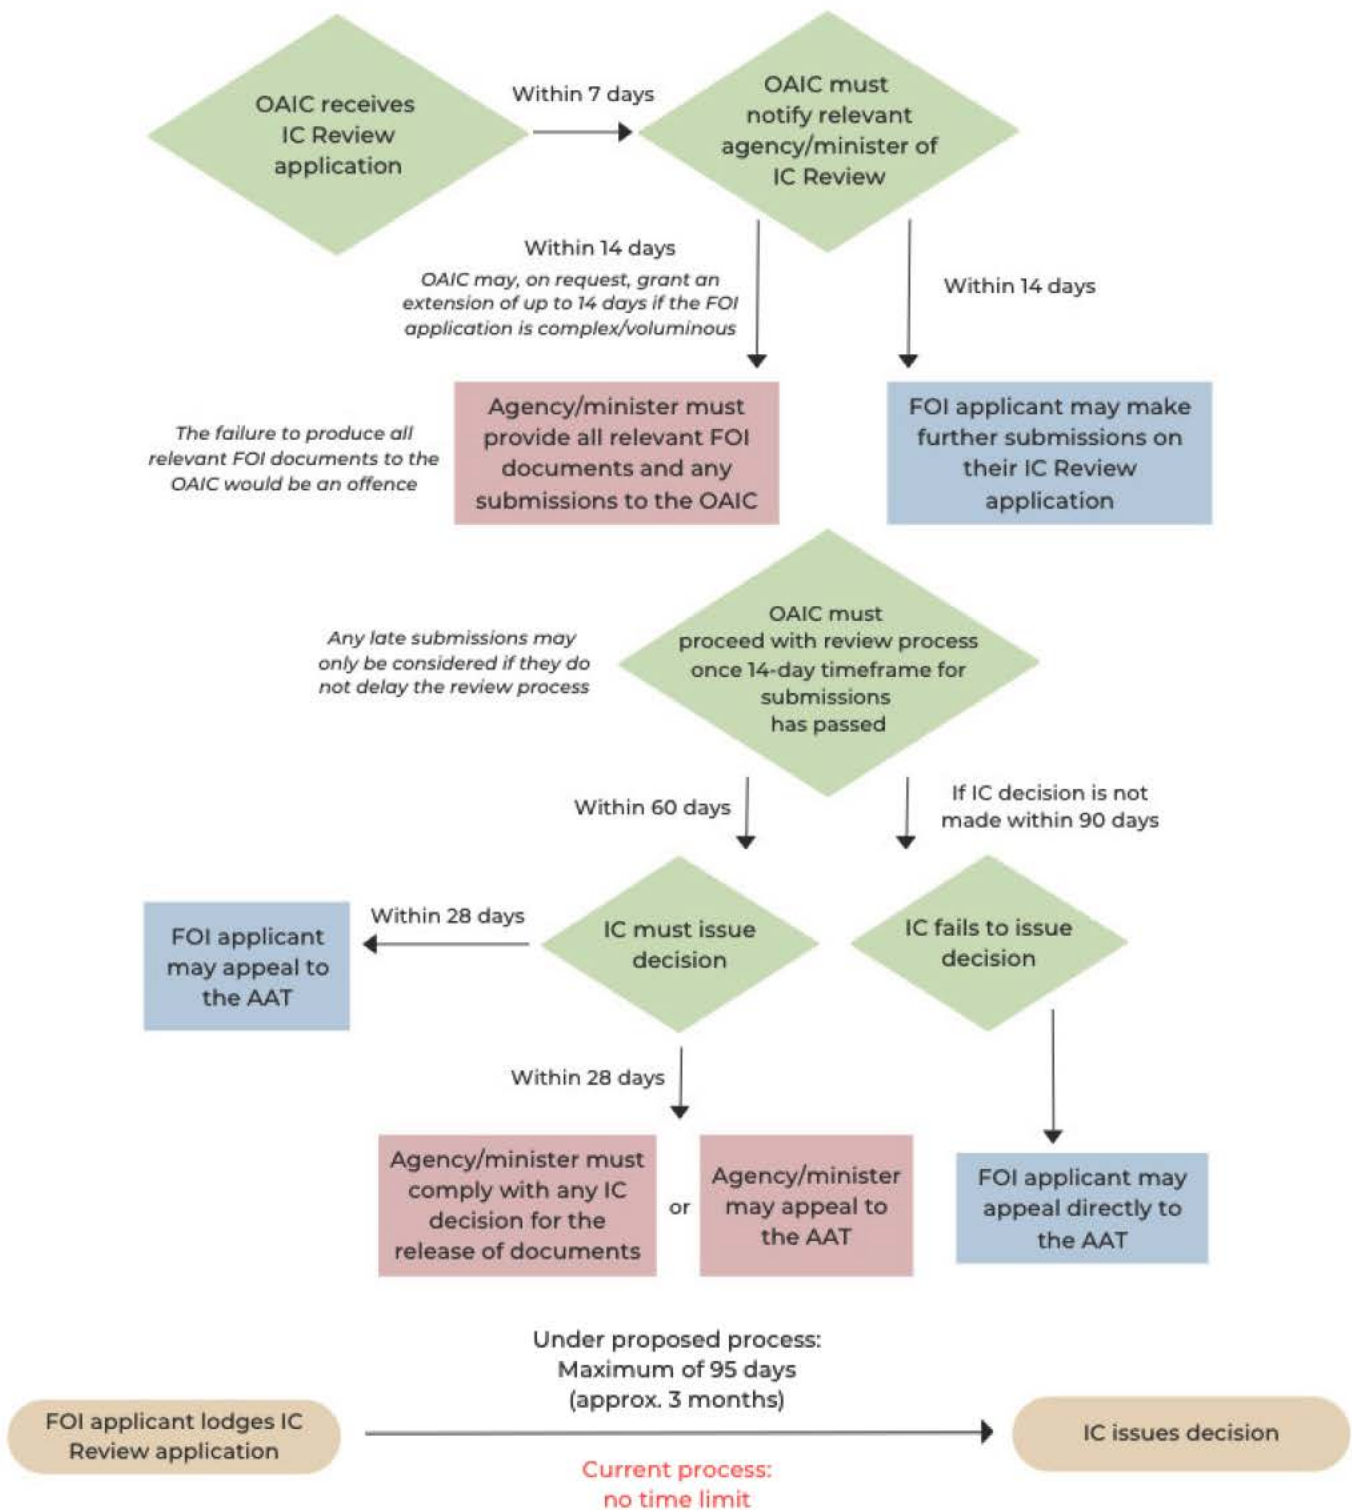 OAIC receives
IC Review
application
Within 7 days
OAIC must
notify relevant
agency/minister of
IC Review
Within 14 days
OAIC may, on request, grant an
extension of up to 14 days if the FOI
application is complex/voluminous
Within 14 days
The failure to produce all
relevant FOI documents to the
OAIC would be an offence
Agency/minister must
provide all relevant FOI
documents and any
submissions to the OAIC
FOI applicant may make
further submissions on
their IC Review
application
Any late submissions may
only be considered if they do
not delay the review process
OAIC must
proceed with review process
once 14-day timeframe for
submissions
has passed
Within 60 days
If IC decision is not
made within 90 days
FOI applicant
may appeal to
the AAT
Within 28 days
IC must issue
decision
IC fails to issue
decision
Within 28 days
Agency/minister must
comply with any IC
decision for the
release of documents
or
Agency/minister
may appeal to
the AAT
FOI applicant may
appeal directly to
the AAT
Under proposed process:
Maximum of 95 days
(approx. 3 months)
FOI applicant lodges IC
Review application
IC issues decision
Current process:
no time limit